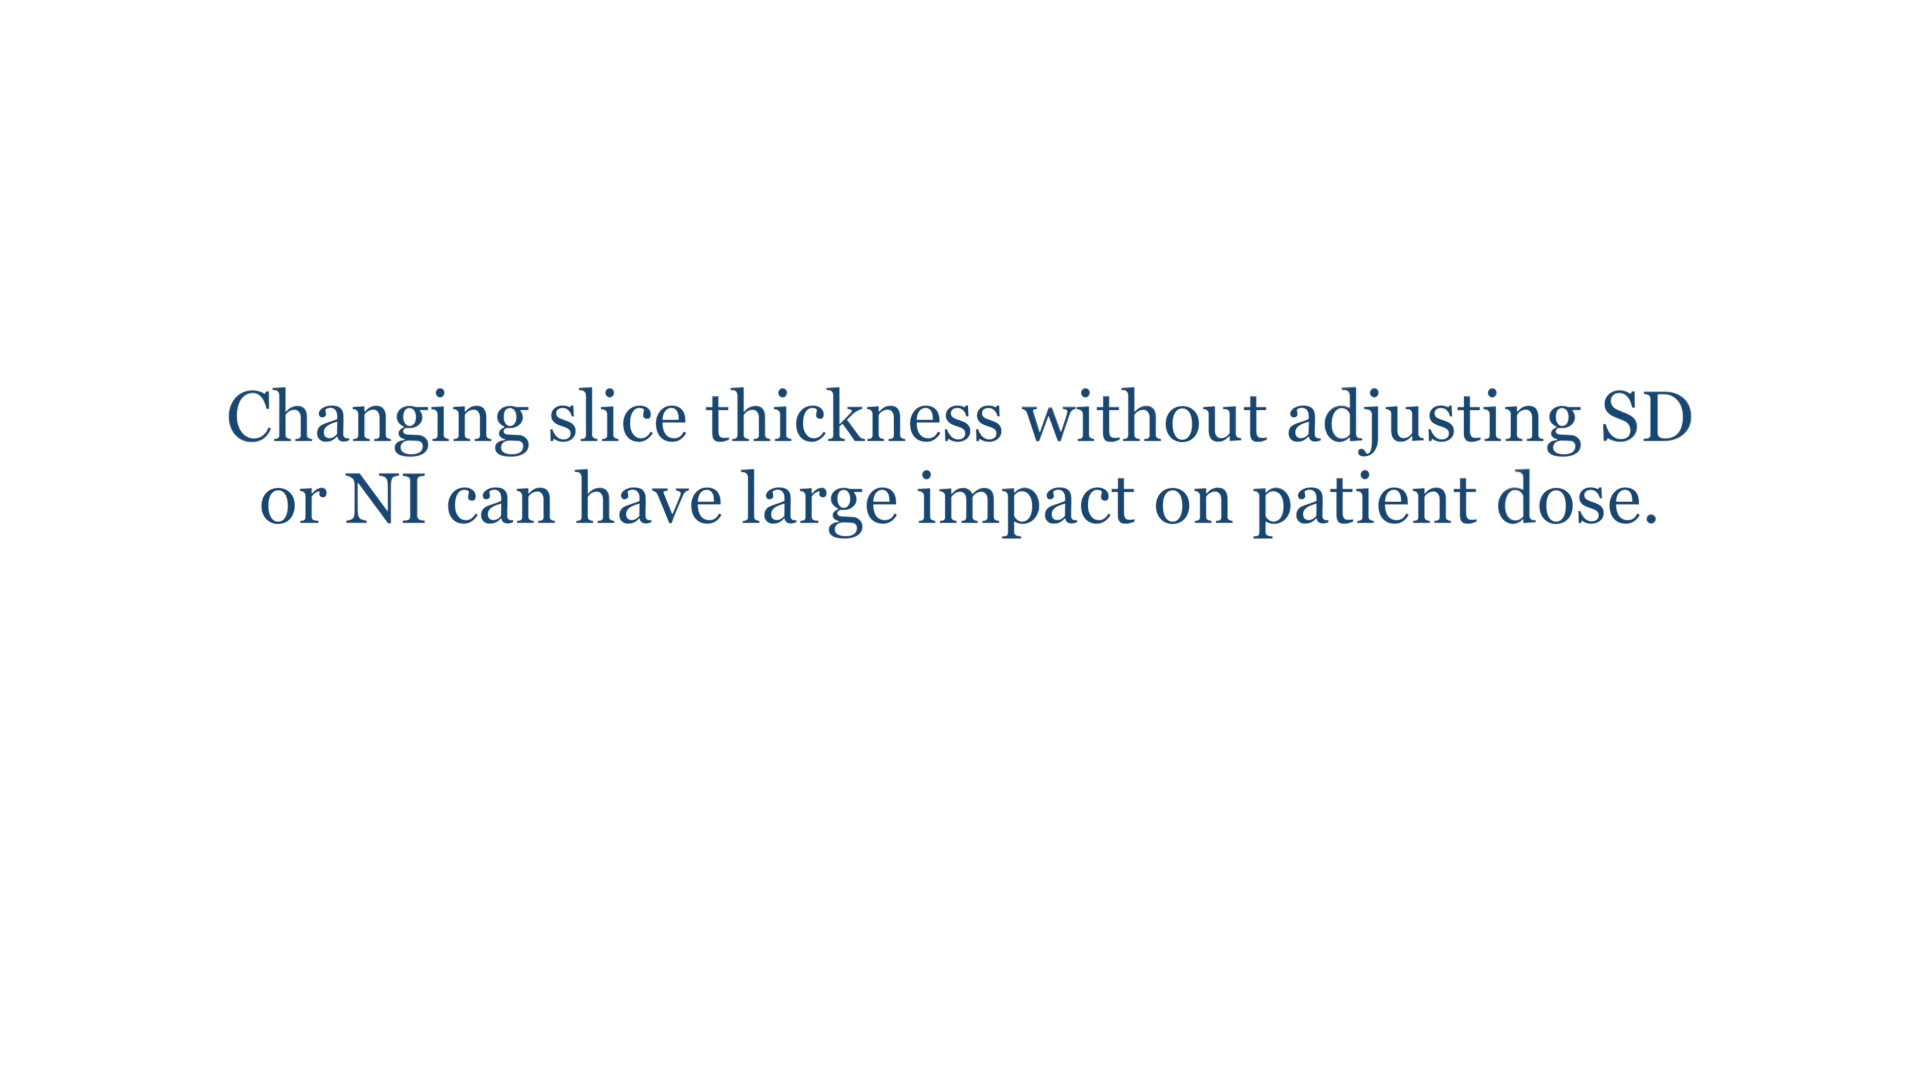 Changing slice thickness without adjusting SD
or NI can have large impact on patient dose.